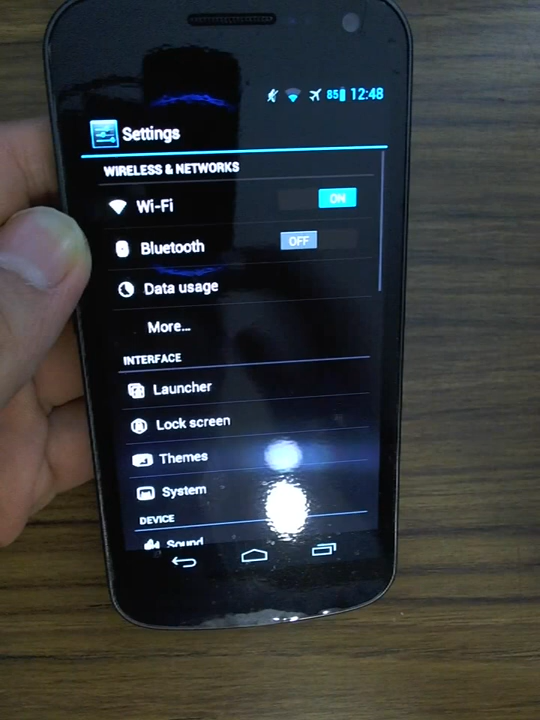 85 12:48
Settings
WIRELESS & NETWORKS
Wi-Fi ON
Bluetooth OFF
Data usage
More...
INTERFACE
Launcher
Lock screen
Themes
System
DEVICE
Sound